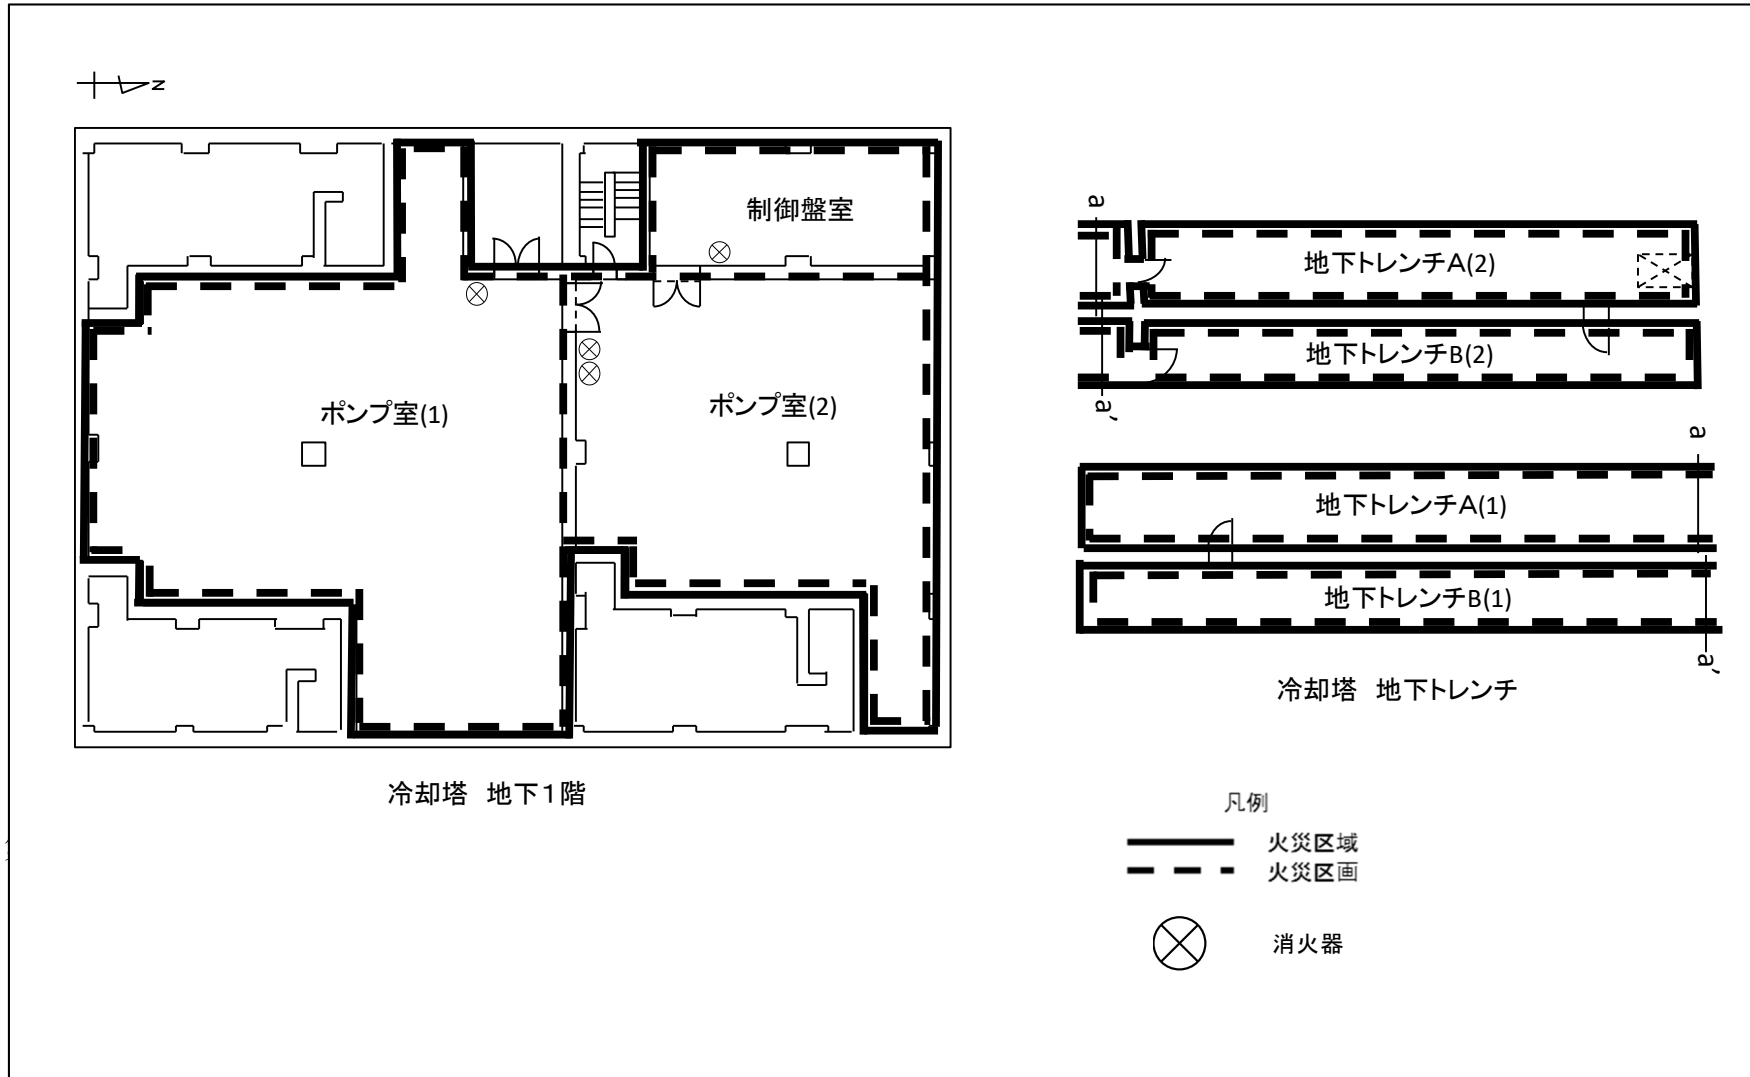 N
制御盤室
ポンプ室(1)
ポンプ室(2)
冷却塔 地下1階
a
地下トレンチA(2)
地下トレンチB(2)
a'
a
地下トレンチA(1)
地下トレンチB(1)
a'
冷却塔 地下トレンチ
凡例
火災区域
火災区画
消火器